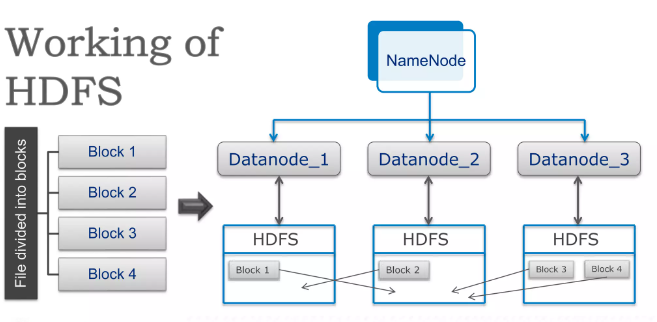 Working of
HDFS
NameNode
File divided into blocks
Block 1
Block 2
Block 3
Block 4
Datanode_1
Datanode_2
Datanode_3
HDFS
HDFS
HDFS
Block 1
Block 2
Block 3
Block 4